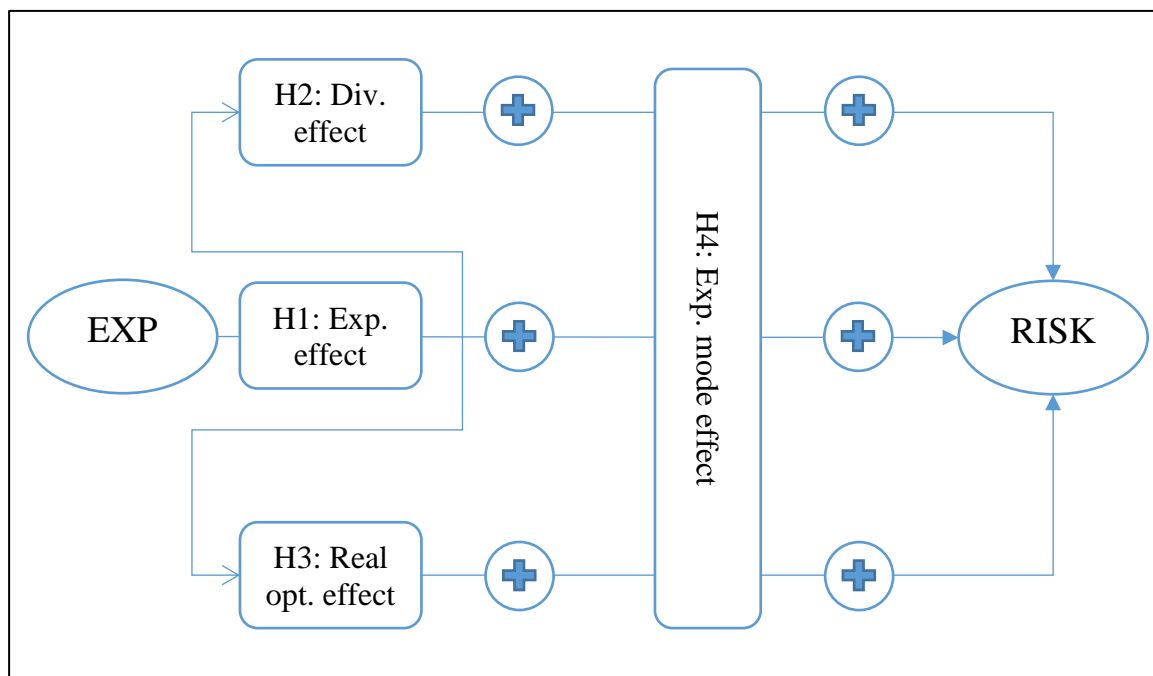 H2: Div.
effect
EXP
H1: Exp.
effect
H3: Real
opt. effect
H4: Exp. mode effect
RISK